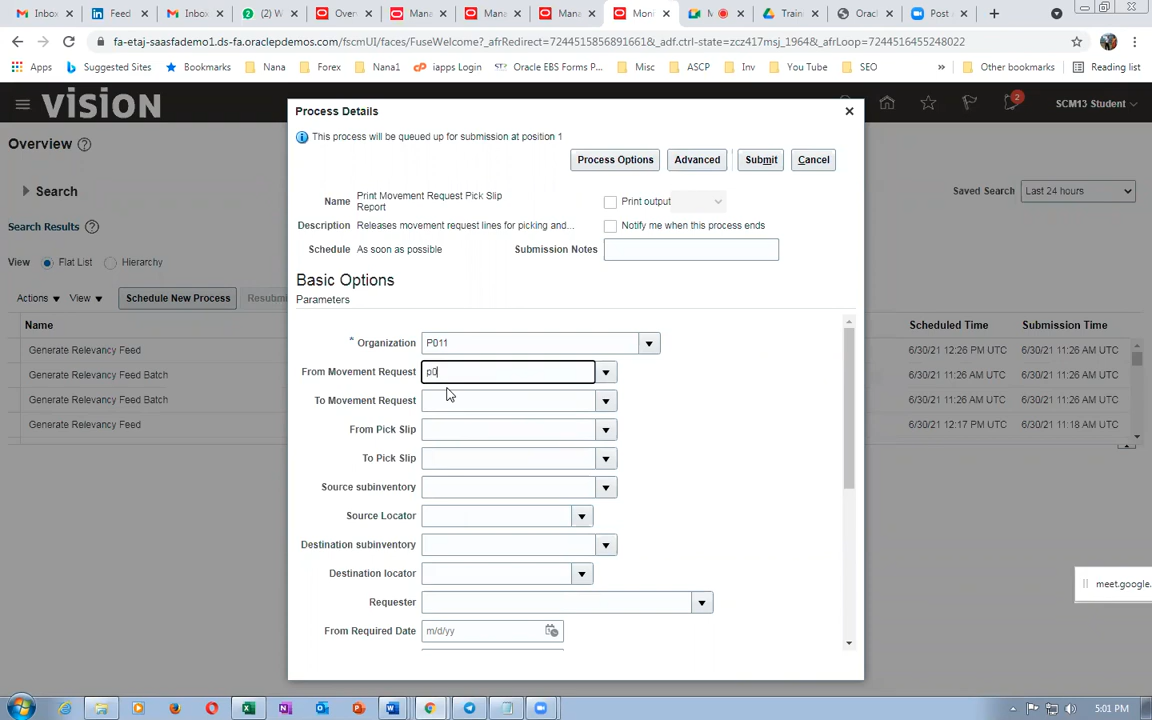 Inbox
Feed
Inbox
(2) W
Over
Mana
Mana
Mana
Moni
M
Train
Oracl
Post A
fa-etaj-saasfademo1.ds-fa.oraclepdemos.com/fscmUI/faces/FuseWelcome?_afrRedirect=72445158568916618&_adf.ctrl-state=zcz417msj_1964&_afrLoop=7244516455248022
Apps
Suggested Sites
Bookmarks
Nana
Forex
Nana1
iapps Login
Oracle EBS Forms P...
Misc
ASCP
Inv
You Tube
SEO
»
Other bookmarks
Reading list
VISION
2
SCM13 Student
Overview
Search
Saved Search Last 24 hours
Search Results
View Flat List Hierarchy
Actions View Schedule New Process Resubm
Name
Scheduled Time Submission Time
Generate Relevancy Feed
6/30/21 12:26 PM UTC 6/30/21 11:26 AM UTC
Generate Relevancy Feed Batch
6/30/21 12:26 PM UTC 6/30/21 11:26 AM UTC
Generate Relevancy Feed Batch
6/30/21 12:26 PM UTC 6/30/21 11:26 AM UTC
Generate Relevancy Feed
6/30/21 12:17 PM UTC 6/30/21 11:18 AM UTC
Process Details
This process will be queued up for submission at position 1
Process Options Advanced Submit Cancel
Name Print Movement Request Pick Slip
Report
Print output
Description Releases movement request lines for picking and...
Notify me when this process ends
Schedule As soon as possible
Submission Notes
Basic Options
Parameters
* Organization P011
From Movement Request p0
To Movement Request
From Pick Slip
To Pick Slip
Source subinventory
Source Locator
Destination subinventory
Destination locator
Requester
From Required Date m/d/yy
meet.google.
5:01 PM